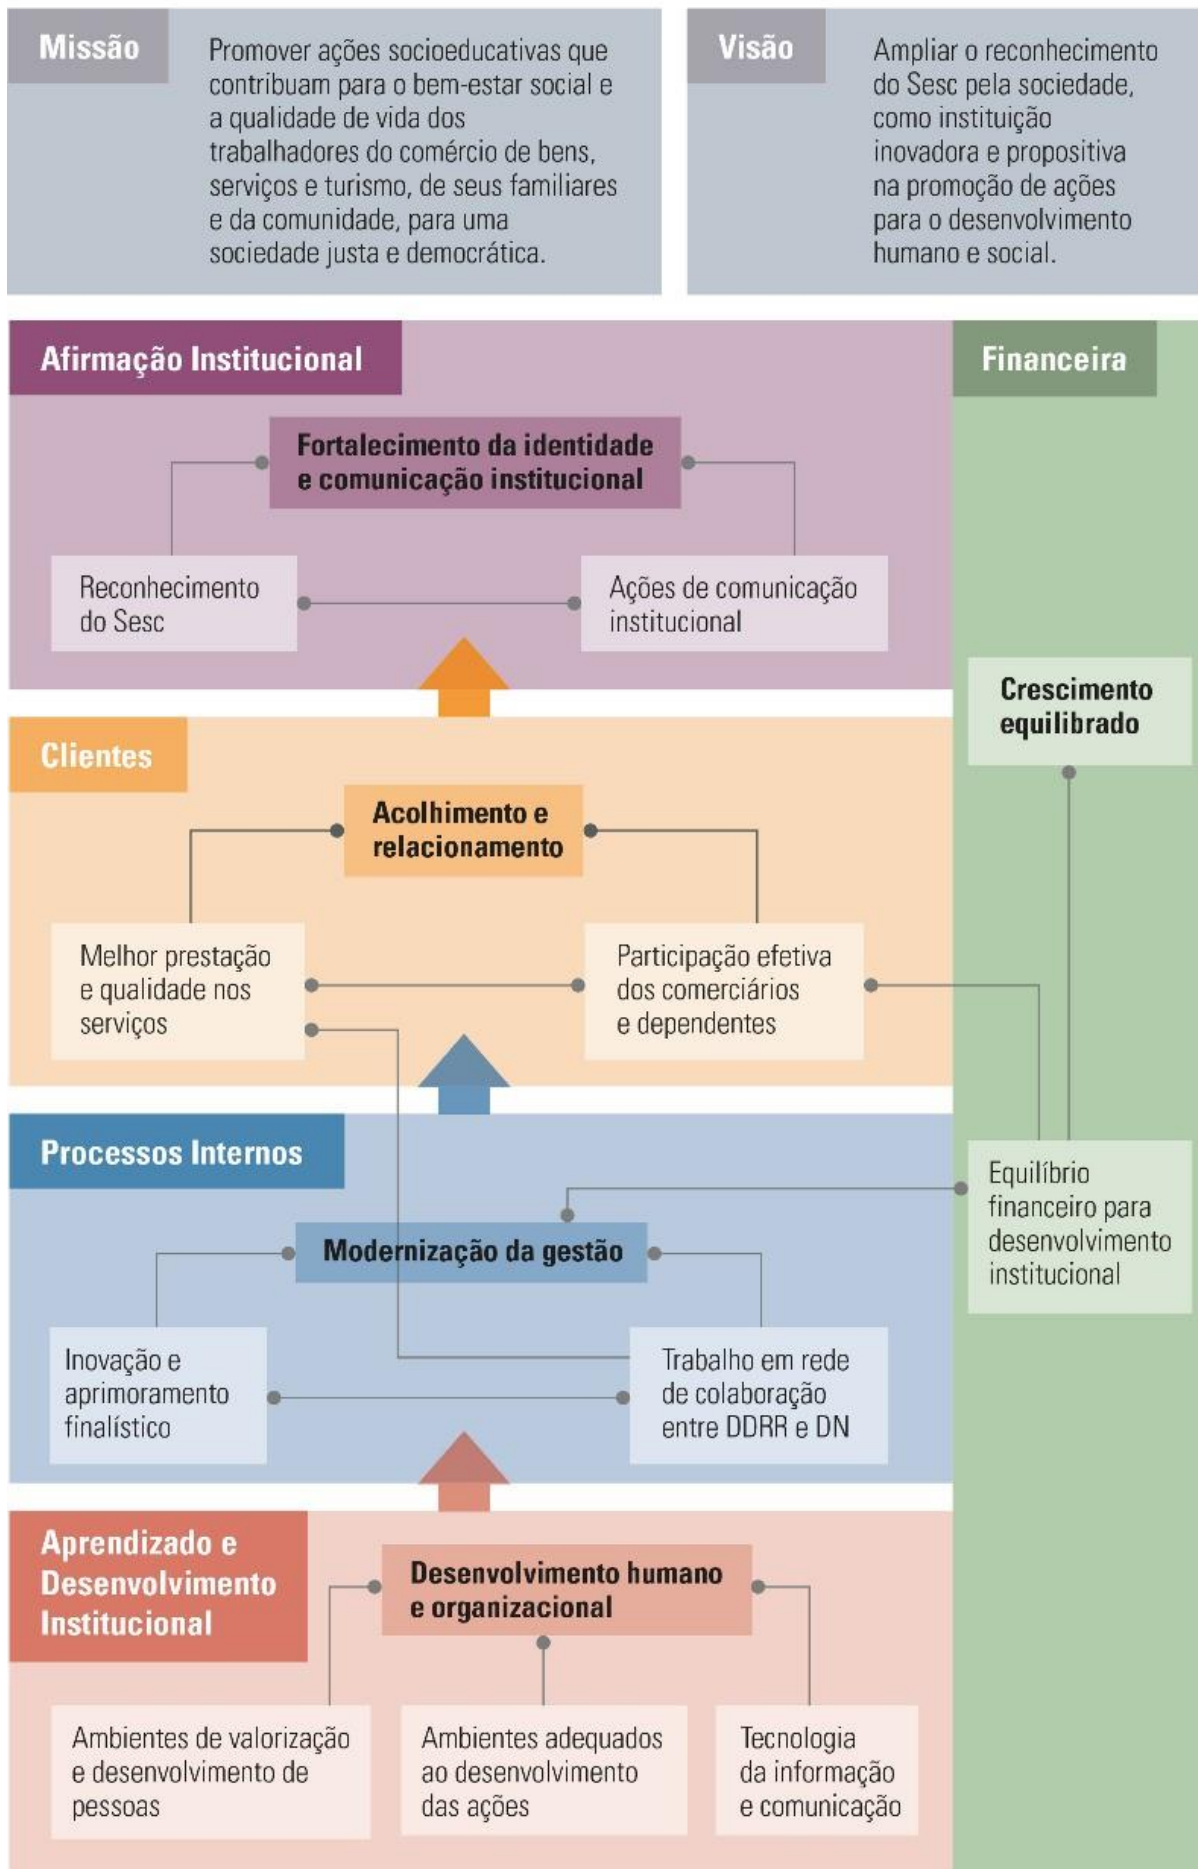 Missão
Promover ações socioeducativas que
contribuam para o bem-estar social e
a qualidade de vida dos
trabalhadores do comércio de bens,
serviços e turismo, de seus familiares
e da comunidade, para uma
sociedade justa e democrática.
Visão
Ampliar o reconhecimento
do Sesc pela sociedade,
como instituição
inovadora e propositiva
na promoção de ações
para o desenvolvimento
humano e social.
Afirmação Institucional
Fortalecimento da identidade
e comunicação institucional
Reconhecimento
do Sesc
Ações de comunicação
institucional
Clientes
Acolhimento e
relacionamento
Melhor prestação
e qualidade nos
serviços
Participação efetiva
dos comerciários
e dependentes
Processos Internos
Modernização da gestão
Inovação e
aprimoramento
finalístico
Trabalho em rede
de colaboração
entre DDRR e DN
Aprendizado e
Desenvolvimento
Institucional
Desenvolvimento humano
e organizacional
Ambientes de valorização
e desenvolvimento de
pessoas
Ambientes adequados
ao desenvolvimento
das ações
Tecnologia
da informação
e comunicação
Financeira
Crescimento
equilibrado
Equilíbrio
financeiro para
desenvolvimento
institucional